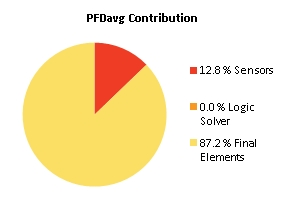 PFDavg Contribution
12.8% Sensors
0.0% Logic
Solver
87.2% Final
Elements